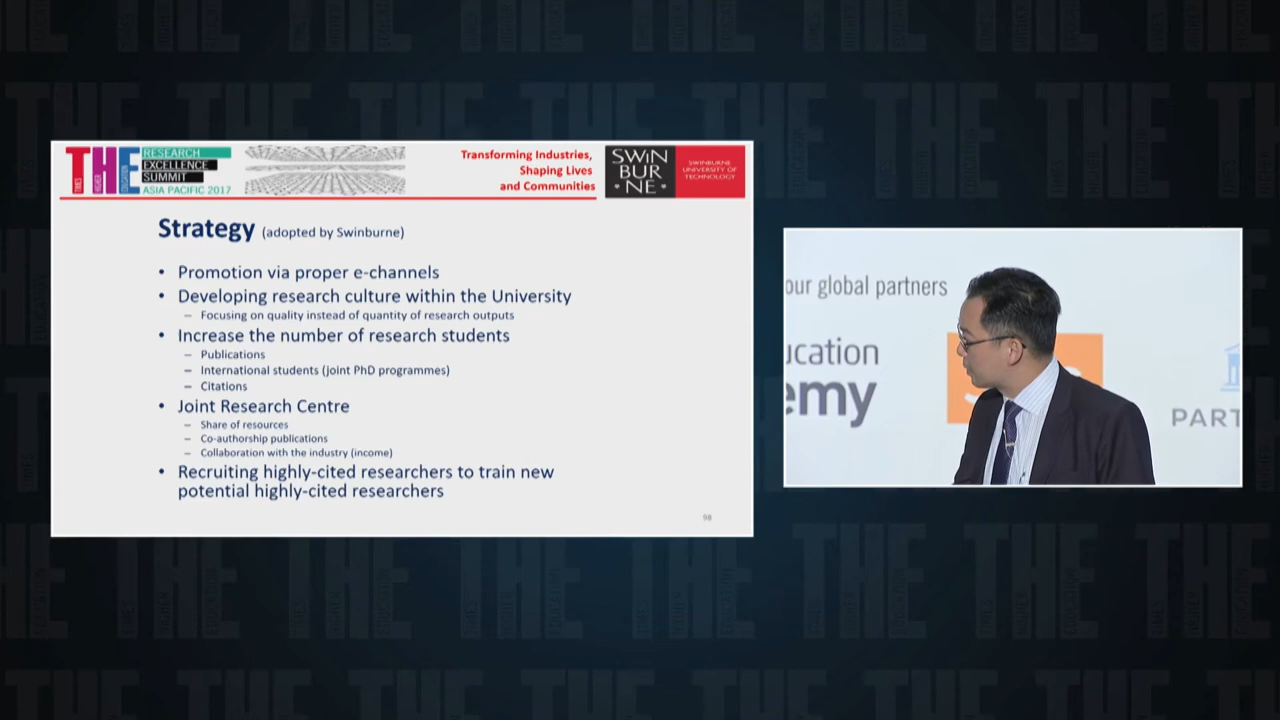 THE
TIMES
HIGHER
EDUCATION
RESEARCH
EXCELLENCE
SUMMIT
ASIA PACIFIC 2017
Transforming Industries,
Shaping Lives
and Communities
SWIN
BUR
NE
SWINBURNE
UNIVERSITY OF
TECHNOLOGY
Strategy (adopted by Swinburne)
• Promotion via proper e-channels
• Developing research culture within the University
– Focusing on quality instead of quantity of research outputs
• Increase the number of research students
– Publications
– International students (joint PhD programmes)
– Citations
• Joint Research Centre
– Share of resources
– Co-authorship publications
– Collaboration with the industry (income)
• Recruiting highly-cited researchers to train new
potential highly-cited researchers
98
our global partners
ucation
emy
PART